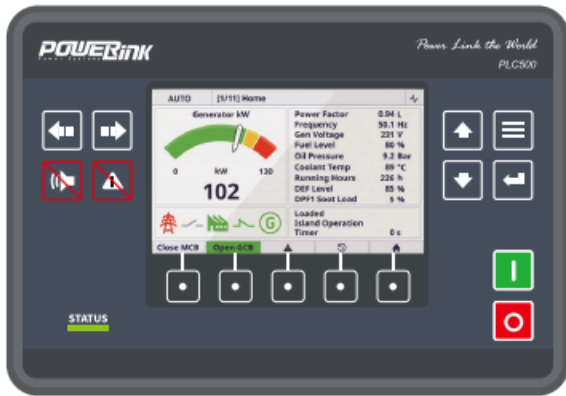 POWERLink
Power Systems
Power Link the World
PLC500
AUTO [1/11] Home
Generator kW
0 kW 130
102
Power Factor 0.94 L
Frequency 50.1 Hz
Gen Voltage 231 V
Fuel Level 80 %
Oil Pressure 9.2 Bar
Coolant Temp 89 °C
Running Hours 226 h
DEF Level 85 %
DPF1 Soot Load 5 %
G
Loaded
Island Operation
Timer 0 s
Close MCB Open GCB
STATUS